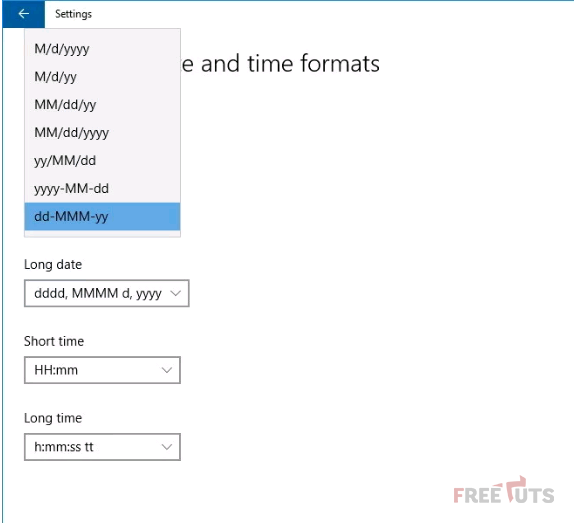 Settings
e and time formats
M/d/yyyy
M/d/yy
MM/dd/yy
MM/dd/yyyy
yy/MM/dd
yyyy-MM-dd
dd-MMM-yy
Long date
dddd, MMMM d, yyyy
Short time
HH:mm
Long time
h:mm:ss tt
FREETUTS